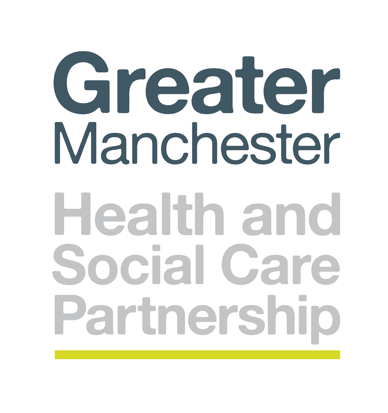 Greater
Manchester
Health and
Social Care
Partnership